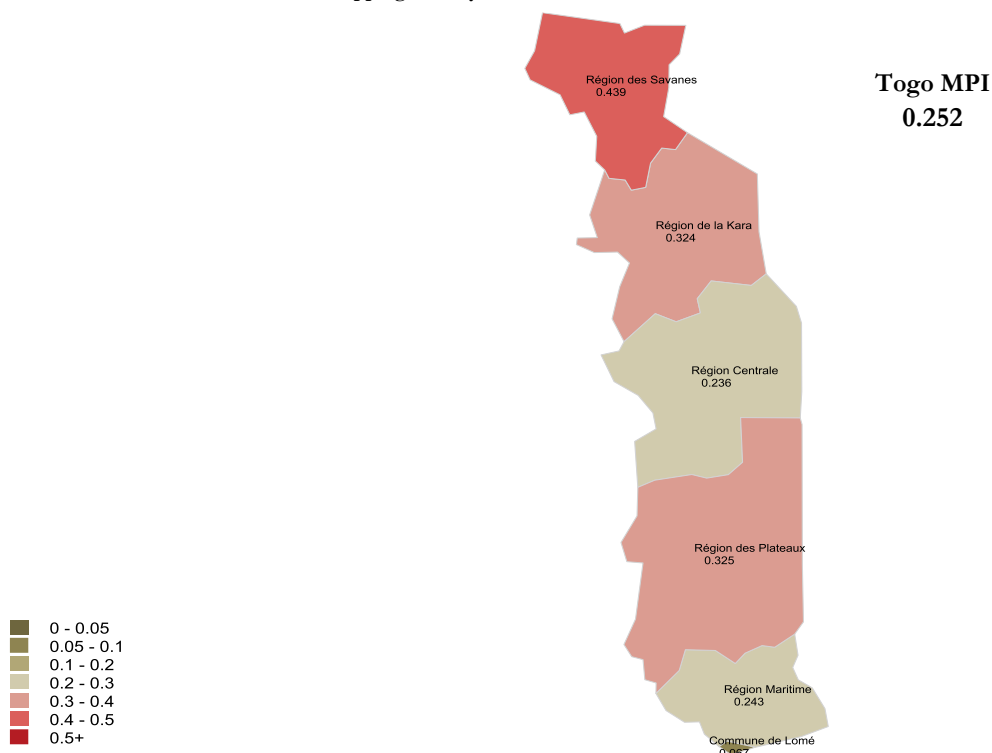 Région des Savanes
0.439
Togo MPI
0.252
Région de la Kara
0.324
Région Centrale
0.236
Région des Plateaux
0.325
0 - 0.05
0.05 - 0.1
0.1 - 0.2
0.2 - 0.3
0.3 - 0.4
0.4 - 0.5
0.5+
Région Maritime
0.243
Commune de Lomé